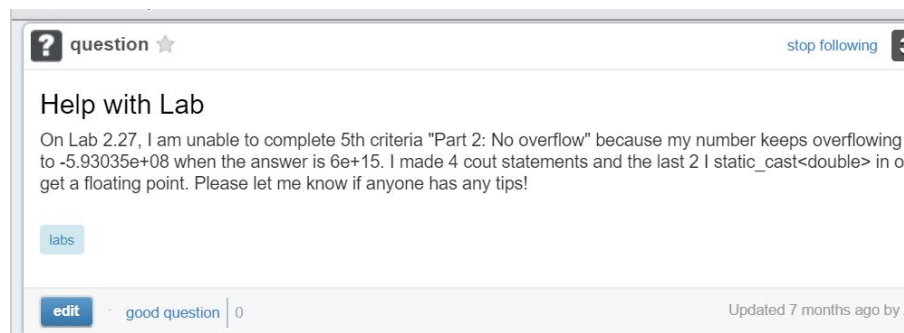 ? question stop following
Help with Lab
On Lab 2.27, I am unable to complete 5th criteria "Part 2: No overflow" because my number keeps overflowing
to -5.93035e+08 when the answer is 6e+15. I made 4 cout statements and the last 2 I static_cast<double> in
get a floating point. Please let me know if anyone has any tips!
labs
edit · good question 0 Updated 7 months ago by